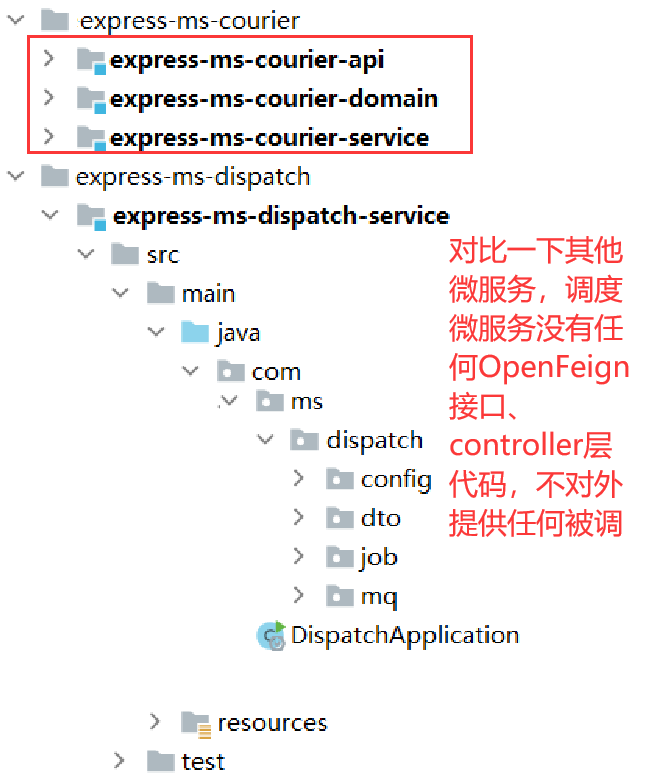 express-ms-courier
express-ms-courier-api
express-ms-courier-domain
express-ms-courier-service
express-ms-dispatch
express-ms-dispatch-service
src
main
java
com
ms
dispatch
config
dto
job
mq
DispatchApplication
resources
test
对比一下其他
微服务，调度
微服务没有任
何OpenFeign
接口、
controller层
代码，不对外
提供任何被调